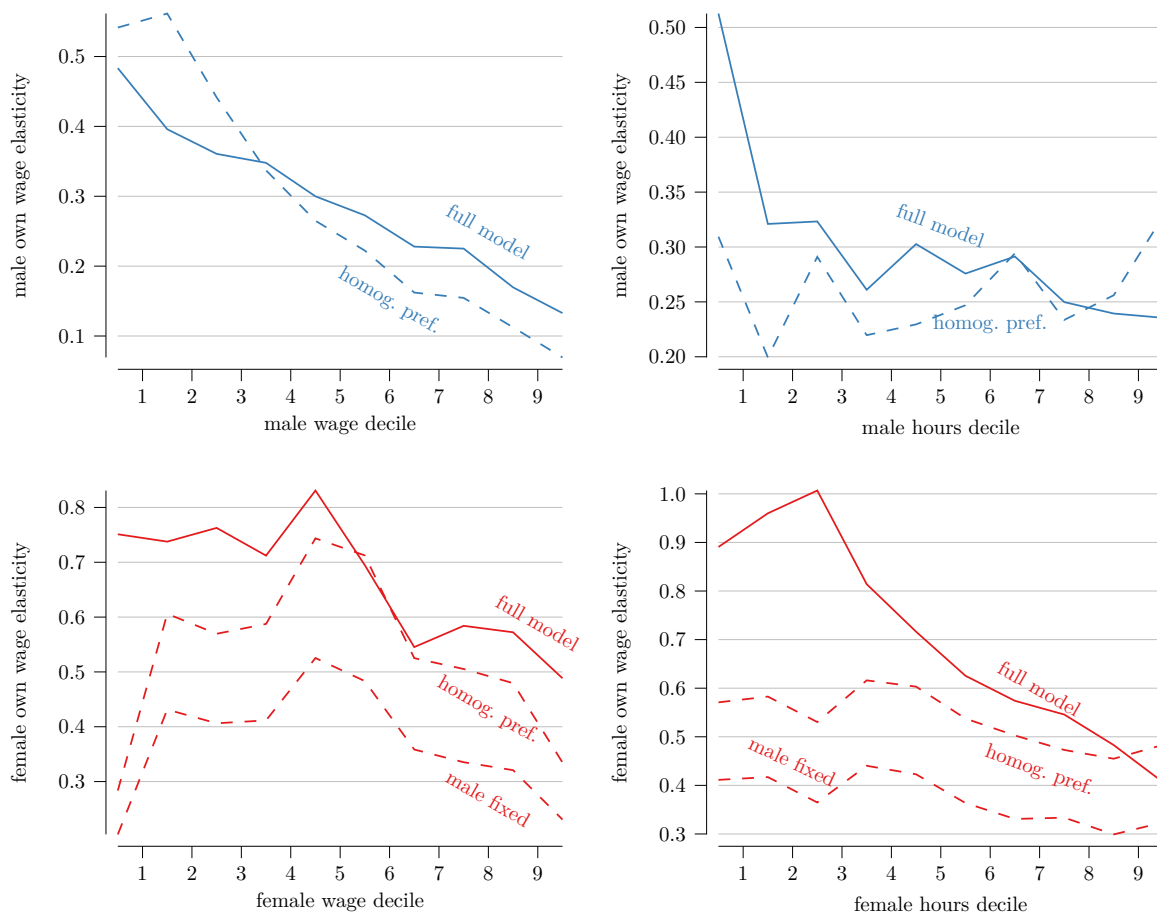 male own wage elasticity
0.5
0.4
0.3
0.2
0.1
full model
homog. pref.
1 2 3 4 5 6 7 8 9
male wage decile
male own wage elasticity
0.50
0.45
0.40
0.35
0.30
0.25
0.20
full model
homog. pref.
1 2 3 4 5 6 7 8 9
male hours decile
female own wage elasticity
0.8
0.7
0.6
0.5
0.4
0.3
full model
homog. pref.
male fixed
1 2 3 4 5 6 7 8 9
female wage decile
female own wage elasticity
1.0
0.9
0.8
0.7
0.6
0.5
0.4
0.3
full model
male fixed
homog. pref.
1 2 3 4 5 6 7 8 9
female hours decile